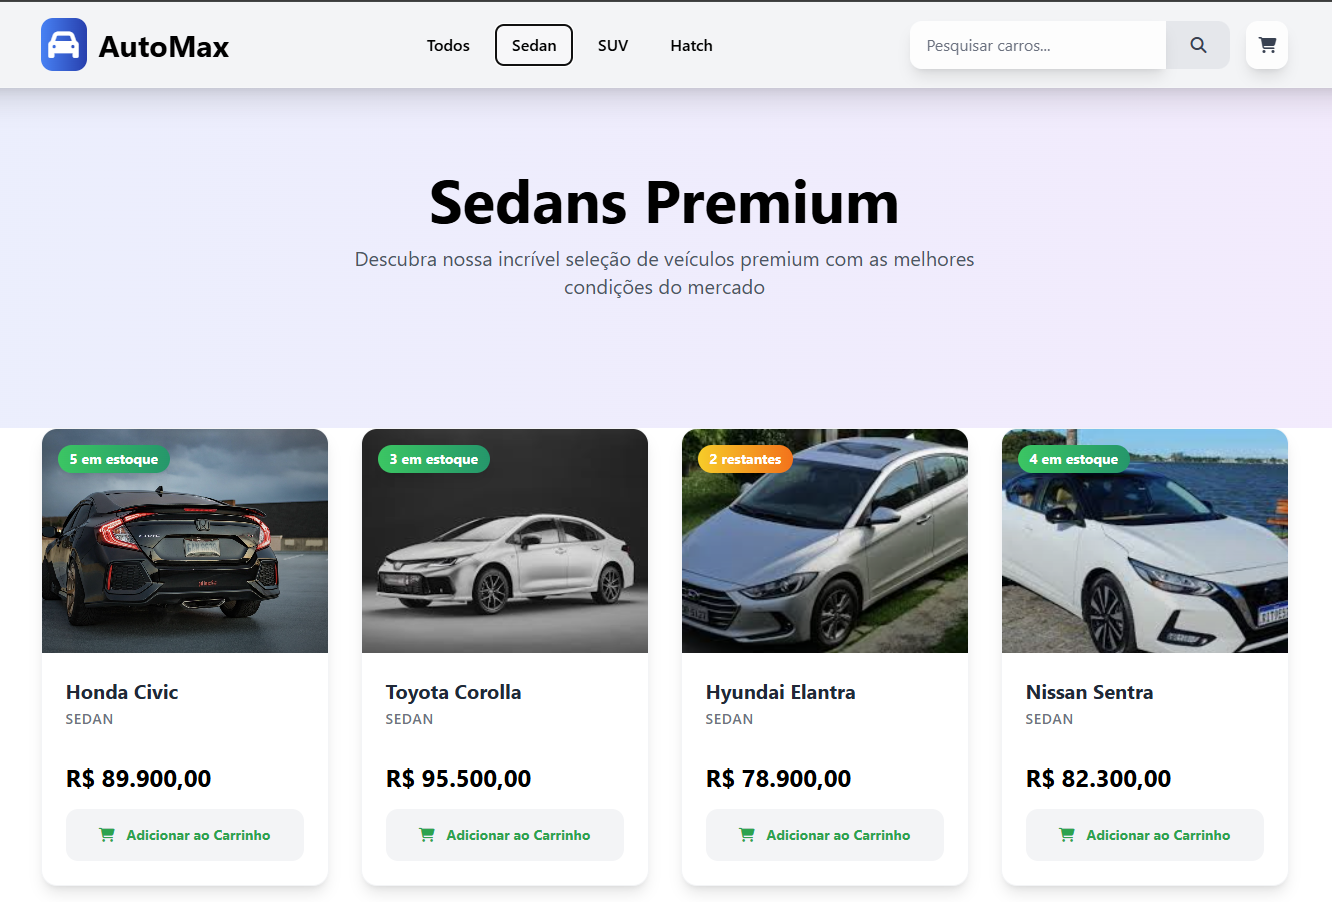 AutoMax
Todos
Sedan
SUV
Hatch
Pesquisar carros...
Sedans Premium
Descubra nossa incrível seleção de veículos premium com as melhores
condições do mercado
5 em estoque
3 em estoque
2 restantes
4 em estoque
CIVIC
Honda Civic
SEDAN
R$ 89.900,00
Adicionar ao Carrinho
Toyota Corolla
SEDAN
R$ 95.500,00
Adicionar ao Carrinho
Hyundai Elantra
SEDAN
R$ 78.900,00
Adicionar ao Carrinho
Nissan Sentra
SEDAN
R$ 82.300,00
Adicionar ao Carrinho